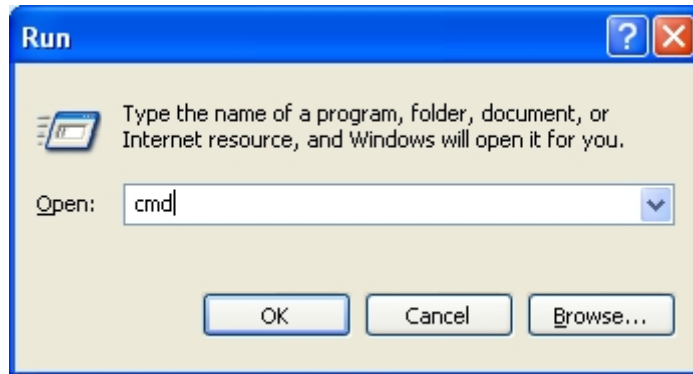 Run
Type the name of a program, folder, document, or
Internet resource, and Windows will open it for you.
Open: cmd
OK Cancel Browse...